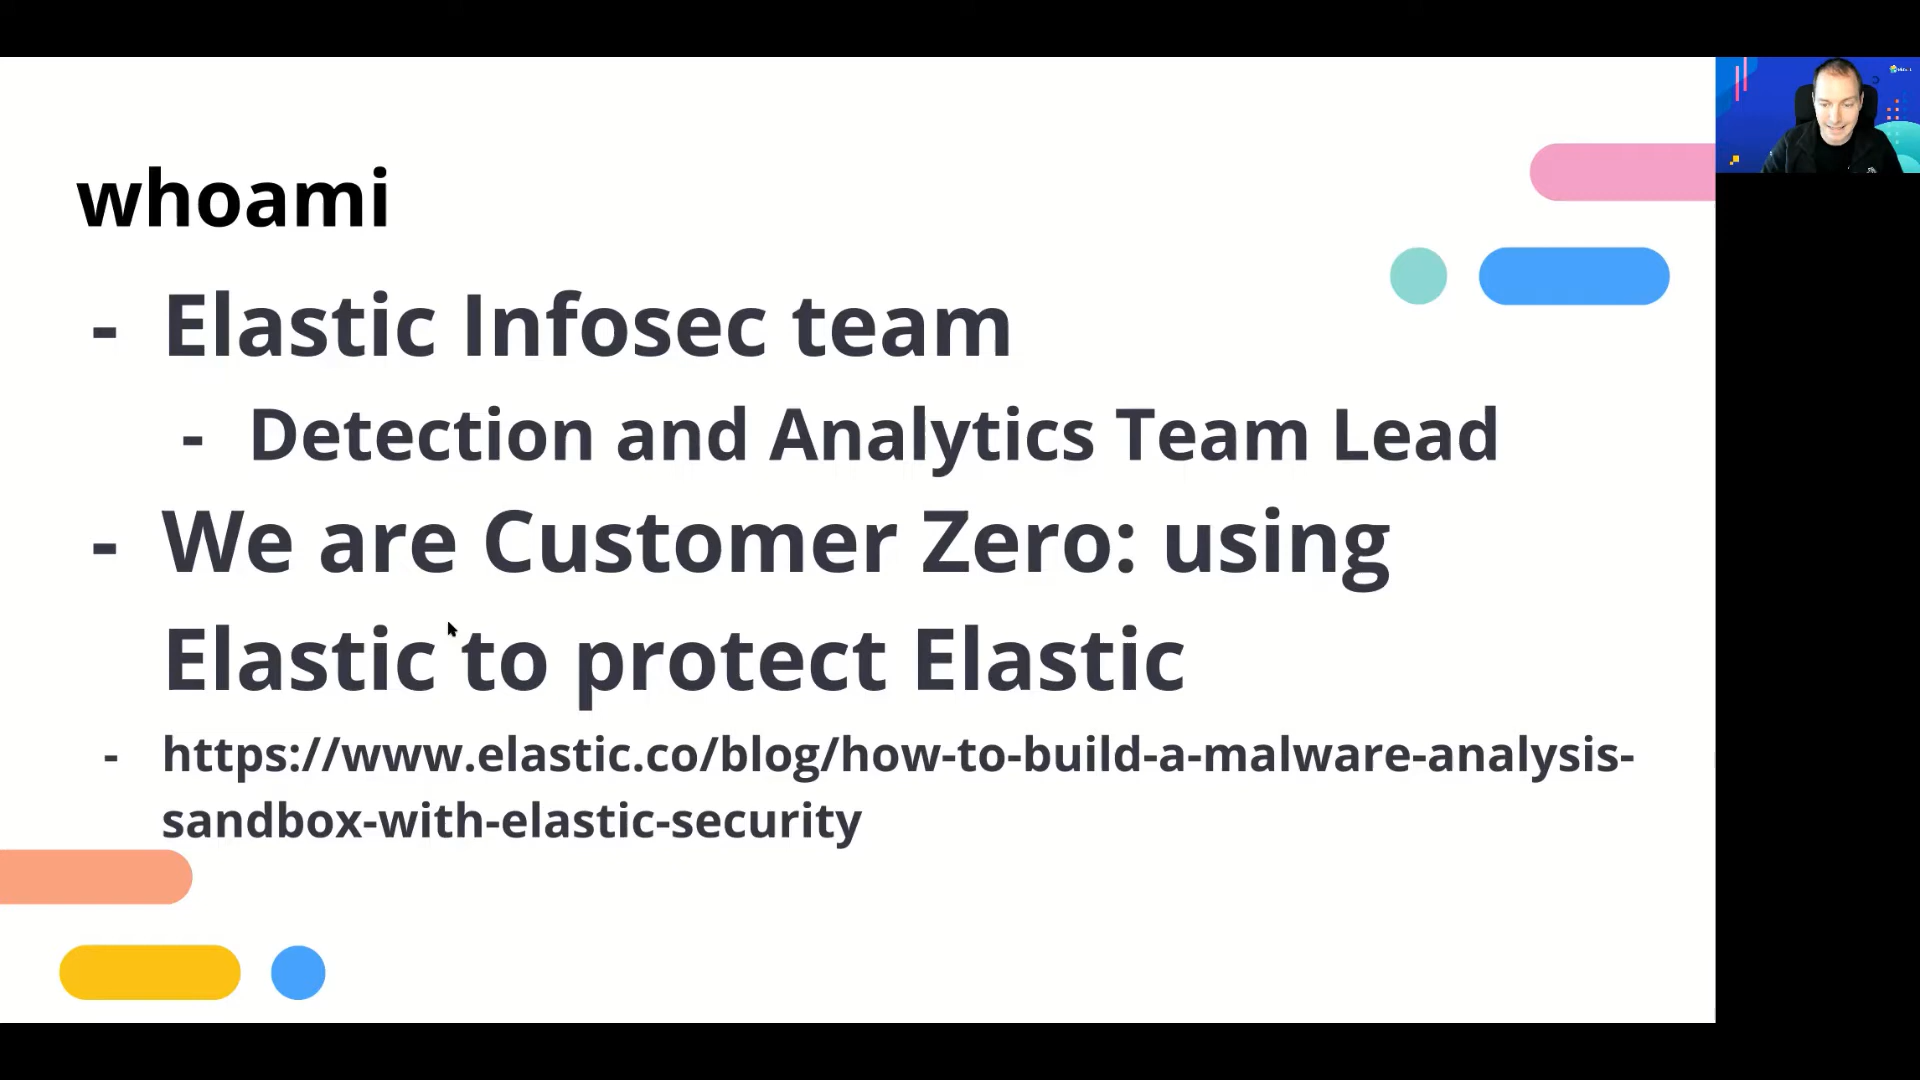 whoami
- Elastic Infosec team
- Detection and Analytics Team Lead
- We are Customer Zero: using
Elastic to protect Elastic
- https://www.elastic.co/blog/how-to-build-a-malware-analysis-
sandbox-with-elastic-security